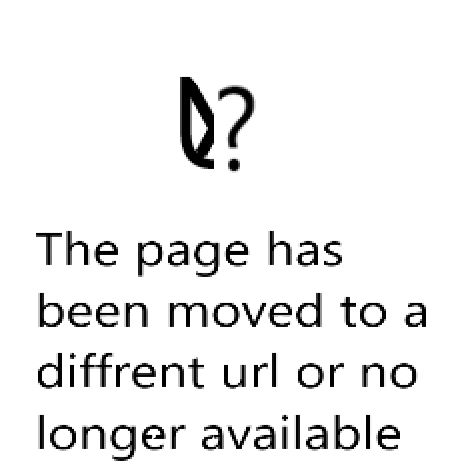 ?
The page has
been moved to a
diffrent url or no
longer available